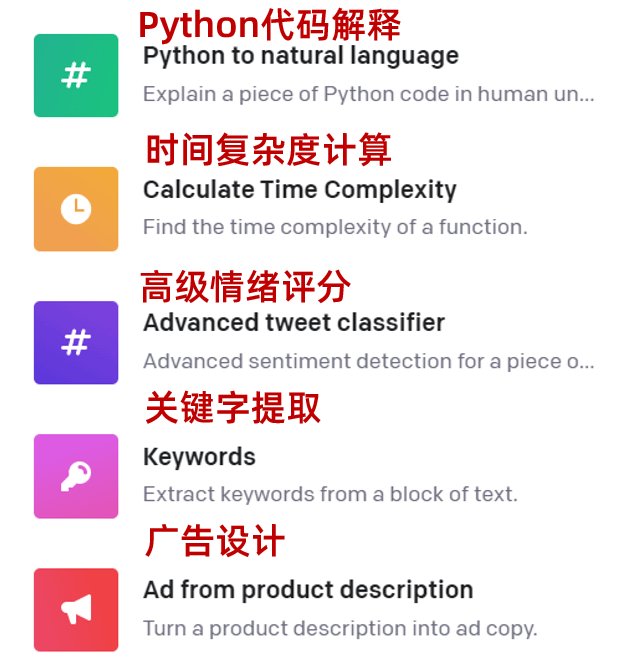 Python代码解释
Python to natural language
Explain a piece of Python code in human un...
时间复杂度计算
Calculate Time Complexity
Find the time complexity of a function.
高级情绪评分
Advanced tweet classifier
Advanced sentiment detection for a piece o...
关键字提取
Keywords
Extract keywords from a block of text.
广告设计
Ad from product description
Turn a product description into ad copy.